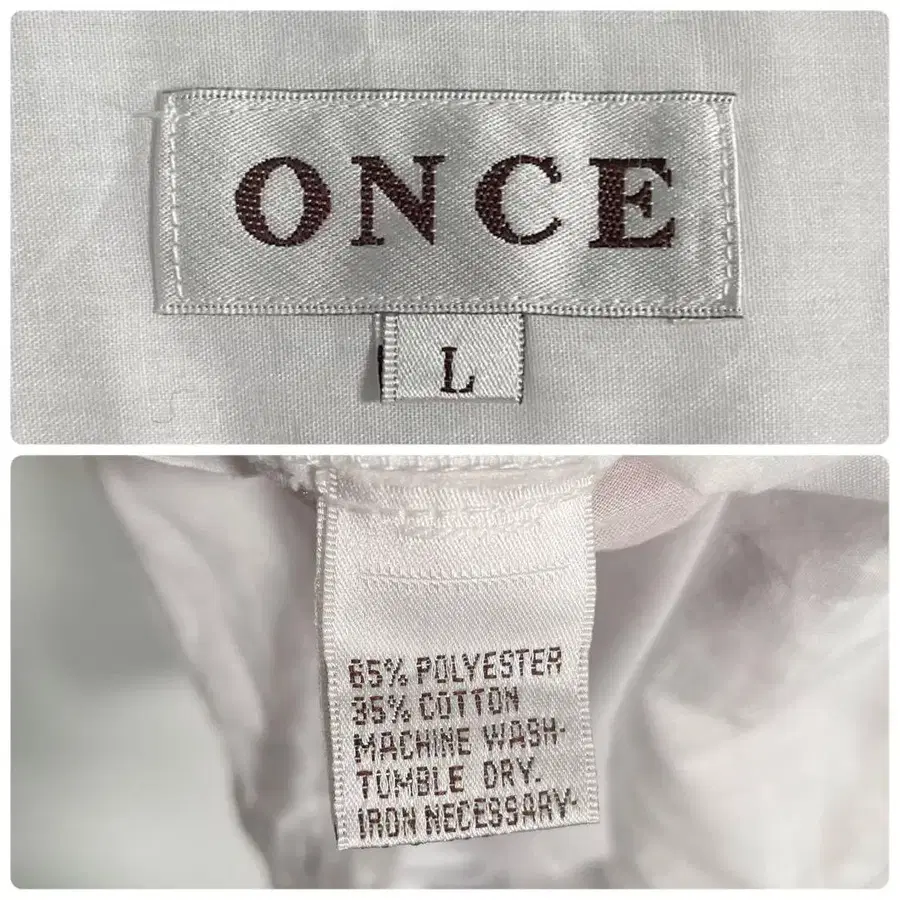 ONCE
L
65% POLYESTER
35% COTTON
MACHINE WASH-
TUMBLE DRY.
IRON NECESSARY-